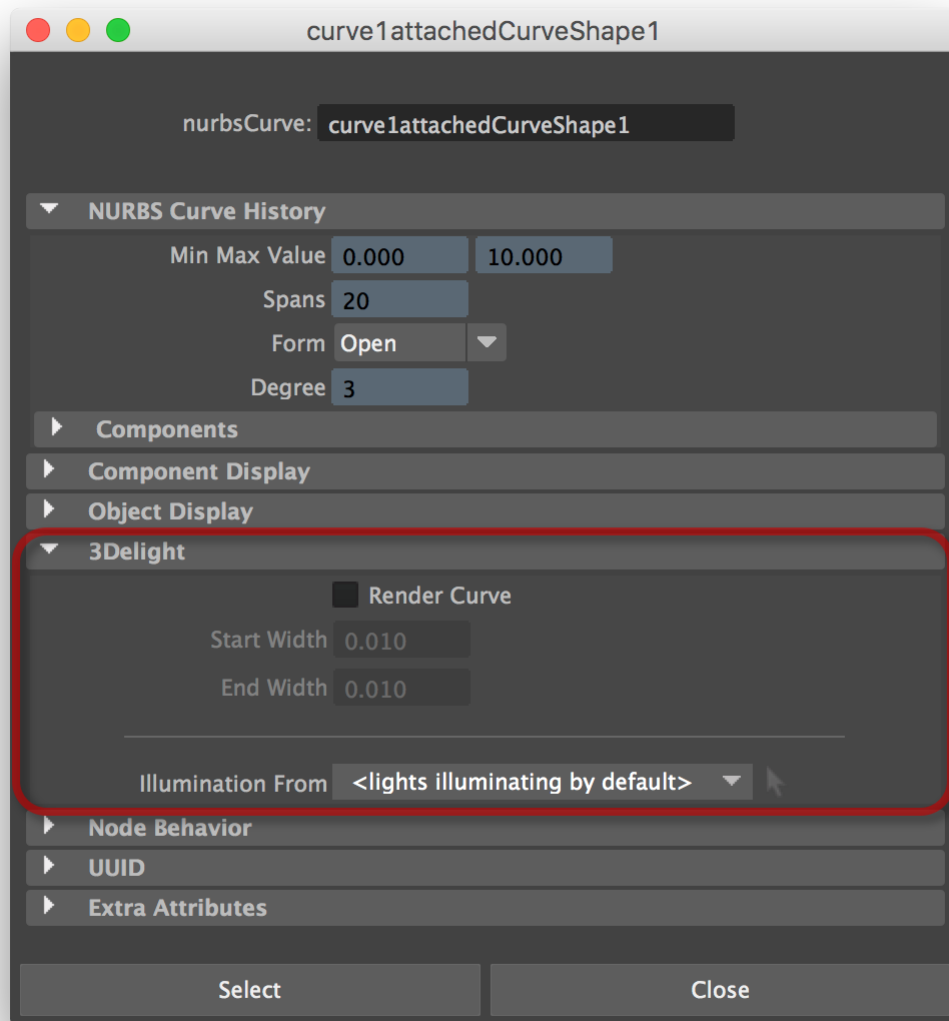 curve1attachedCurveShape1
nurbsCurve: curve1attachedCurveShape1
NURBS Curve History
Min Max Value 0.000 10.000
Spans 20
Form Open
Degree 3
Components
Component Display
Object Display
3Delight
Render Curve
Start Width 0.010
End Width 0.010
Illumination From <lights illuminating by default>
Node Behavior
UUID
Extra Attributes
Select Close